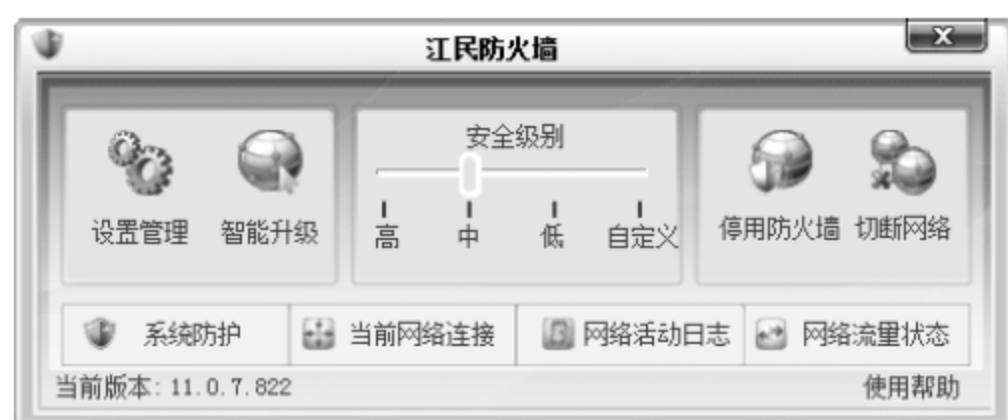 江民防火墙
安全级别
设置管理 智能升级
高 中 低 自定义
停用防火墙 切断网络
系统防护 当前网络连接 网络活动日志 网络流量状态
当前版本: 11.0.7.822 使用帮助